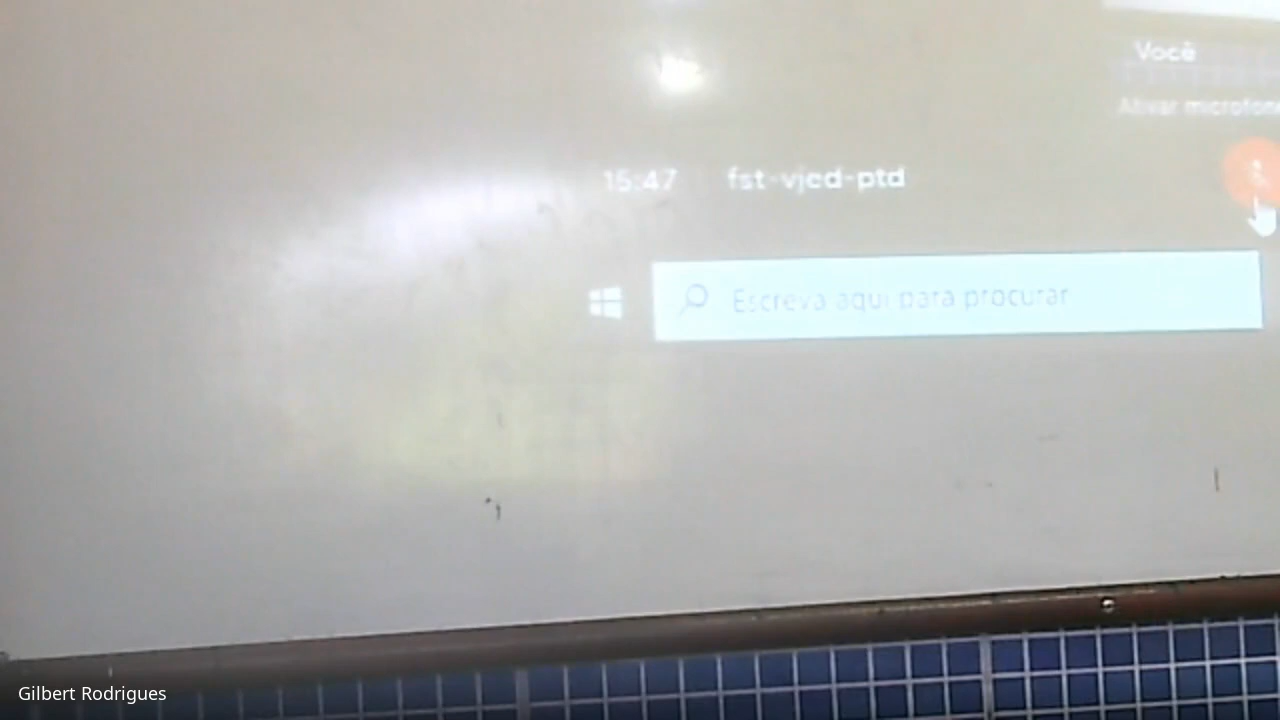 Você
Ativar microfone
15:47 fst-vjcd-ptd
Escreva aqui para procurar
Gilbert Rodrigues